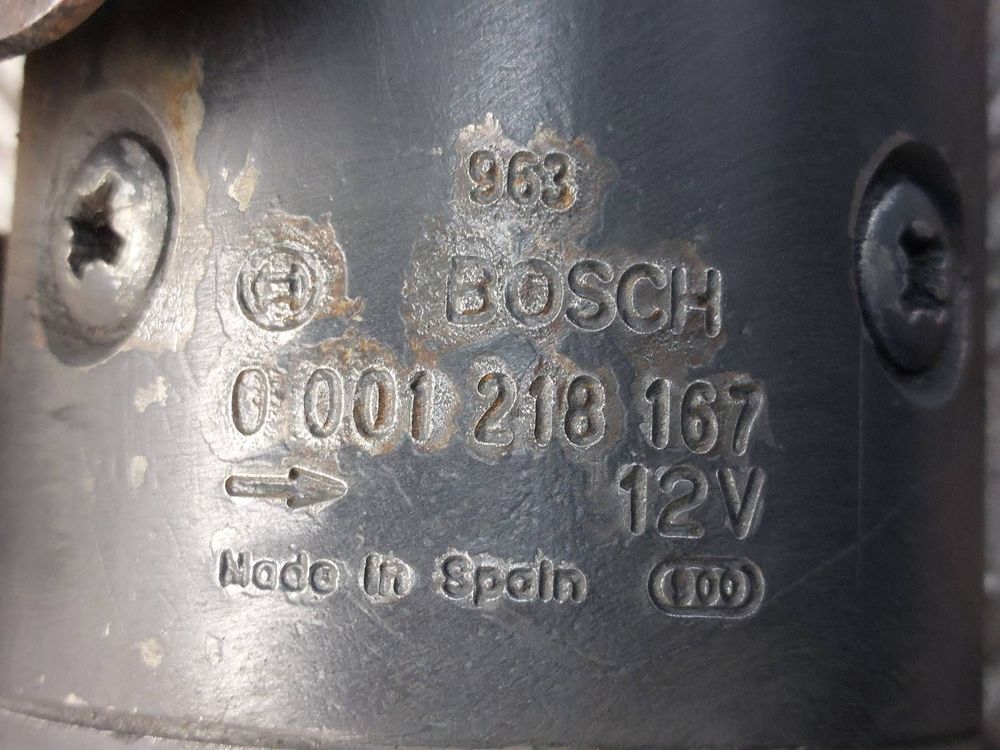 963
BOSCH
0 001 218 167
12V
Made in Spain